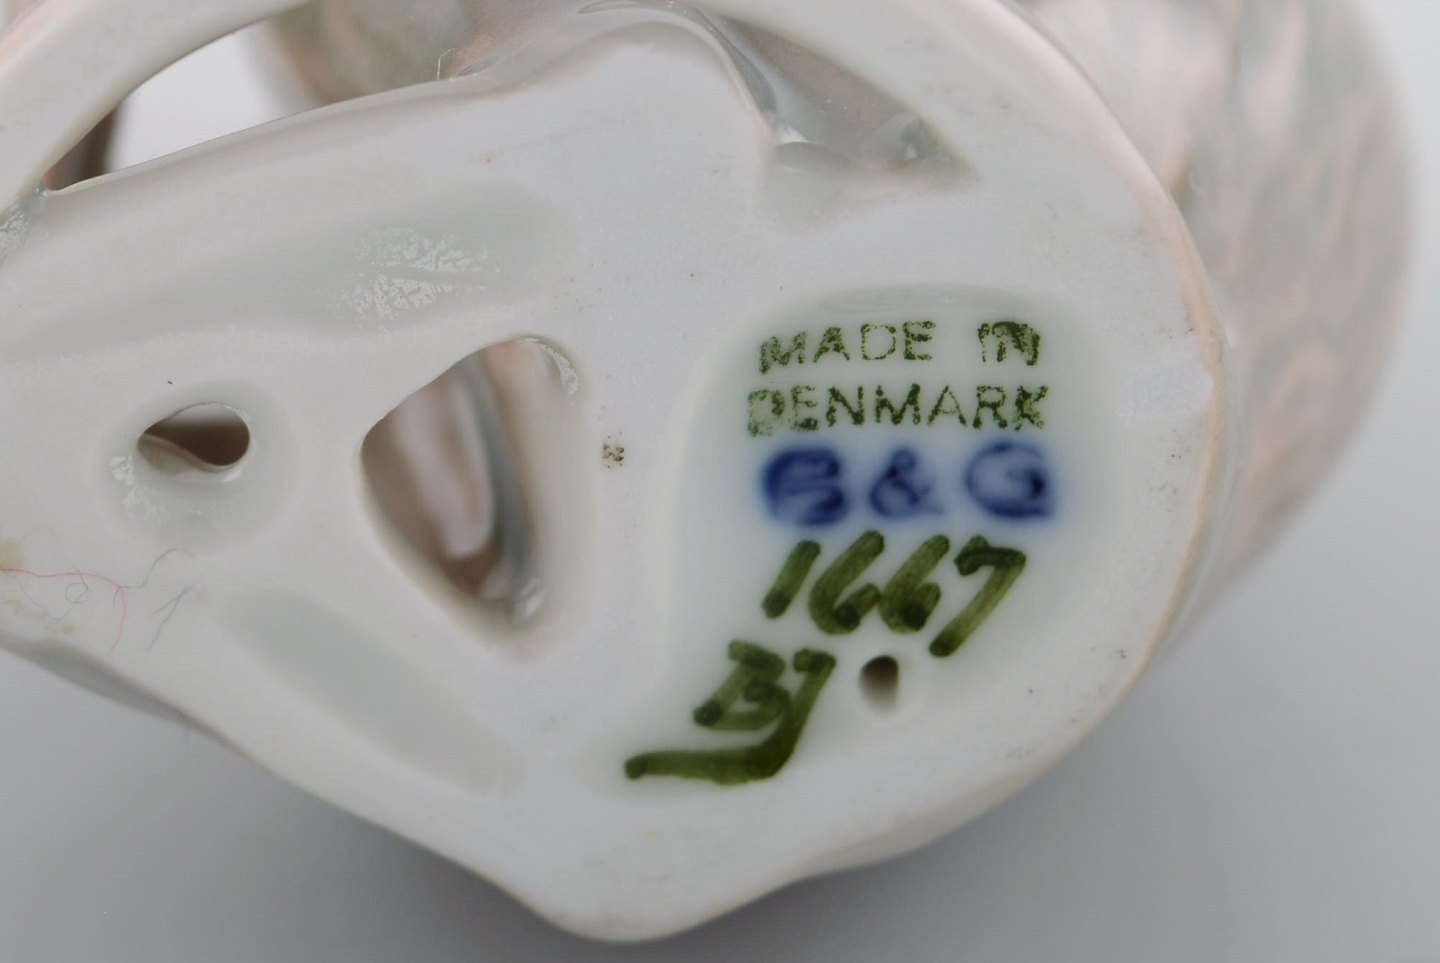 MADE IN
DENMARK
B & G
1667
BJ